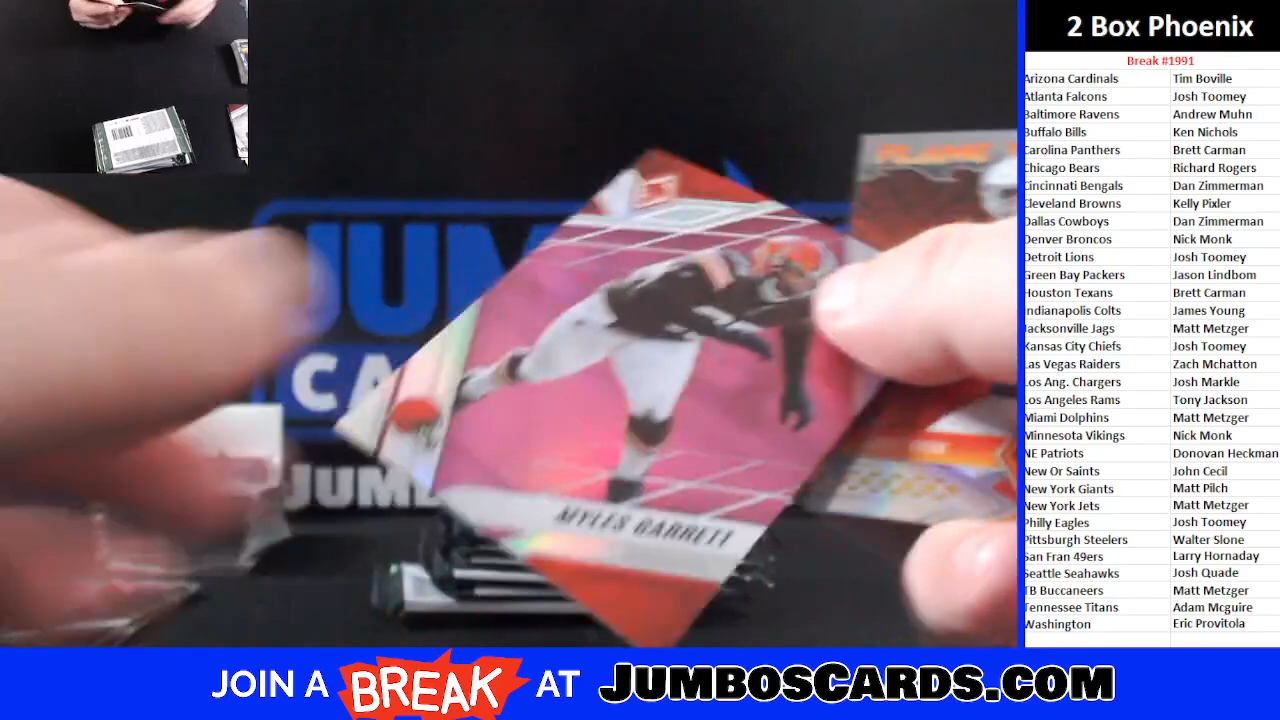 2 Box Phoenix
Break #1991
Arizona Cardinals Tim Boville
Atlanta Falcons Josh Toomey
Baltimore Ravens Andrew Muhn
Buffalo Bills Ken Nichols
Carolina Panthers Brett Carman
Chicago Bears Richard Rogers
Cincinnati Bengals Dan Zimmerman
Cleveland Browns Kelly Pixler
Dallas Cowboys Dan Zimmerman
Denver Broncos Nick Monk
Detroit Lions Josh Toomey
Green Bay Packers Jason Lindbom
Houston Texans Brett Carman
Indianapolis Colts James Young
Jacksonville Jags Matt Metzger
Kansas City Chiefs Josh Toomey
Las Vegas Raiders Zach Mchatton
Los Ang. Chargers Josh Markle
Los Angeles Rams Tony Jackson
Miami Dolphins Matt Metzger
Minnesota Vikings Nick Monk
NE Patriots Donovan Heckman
New Or Saints John Cecil
New York Giants Matt Pilch
New York Jets Matt Metzger
Philly Eagles Josh Toomey
Pittsburgh Steelers Walter Slone
San Fran 49ers Larry Hornaday
Seattle Seahawks Josh Quade
TB Buccaneers Matt Metzger
Tennessee Titans Adam Mcguire
Washington Eric Provitola
FLAME
JUM
CA
JUM
MYLES GARRETT
JOIN A BREAK AT JUMBOSCARDS.COM